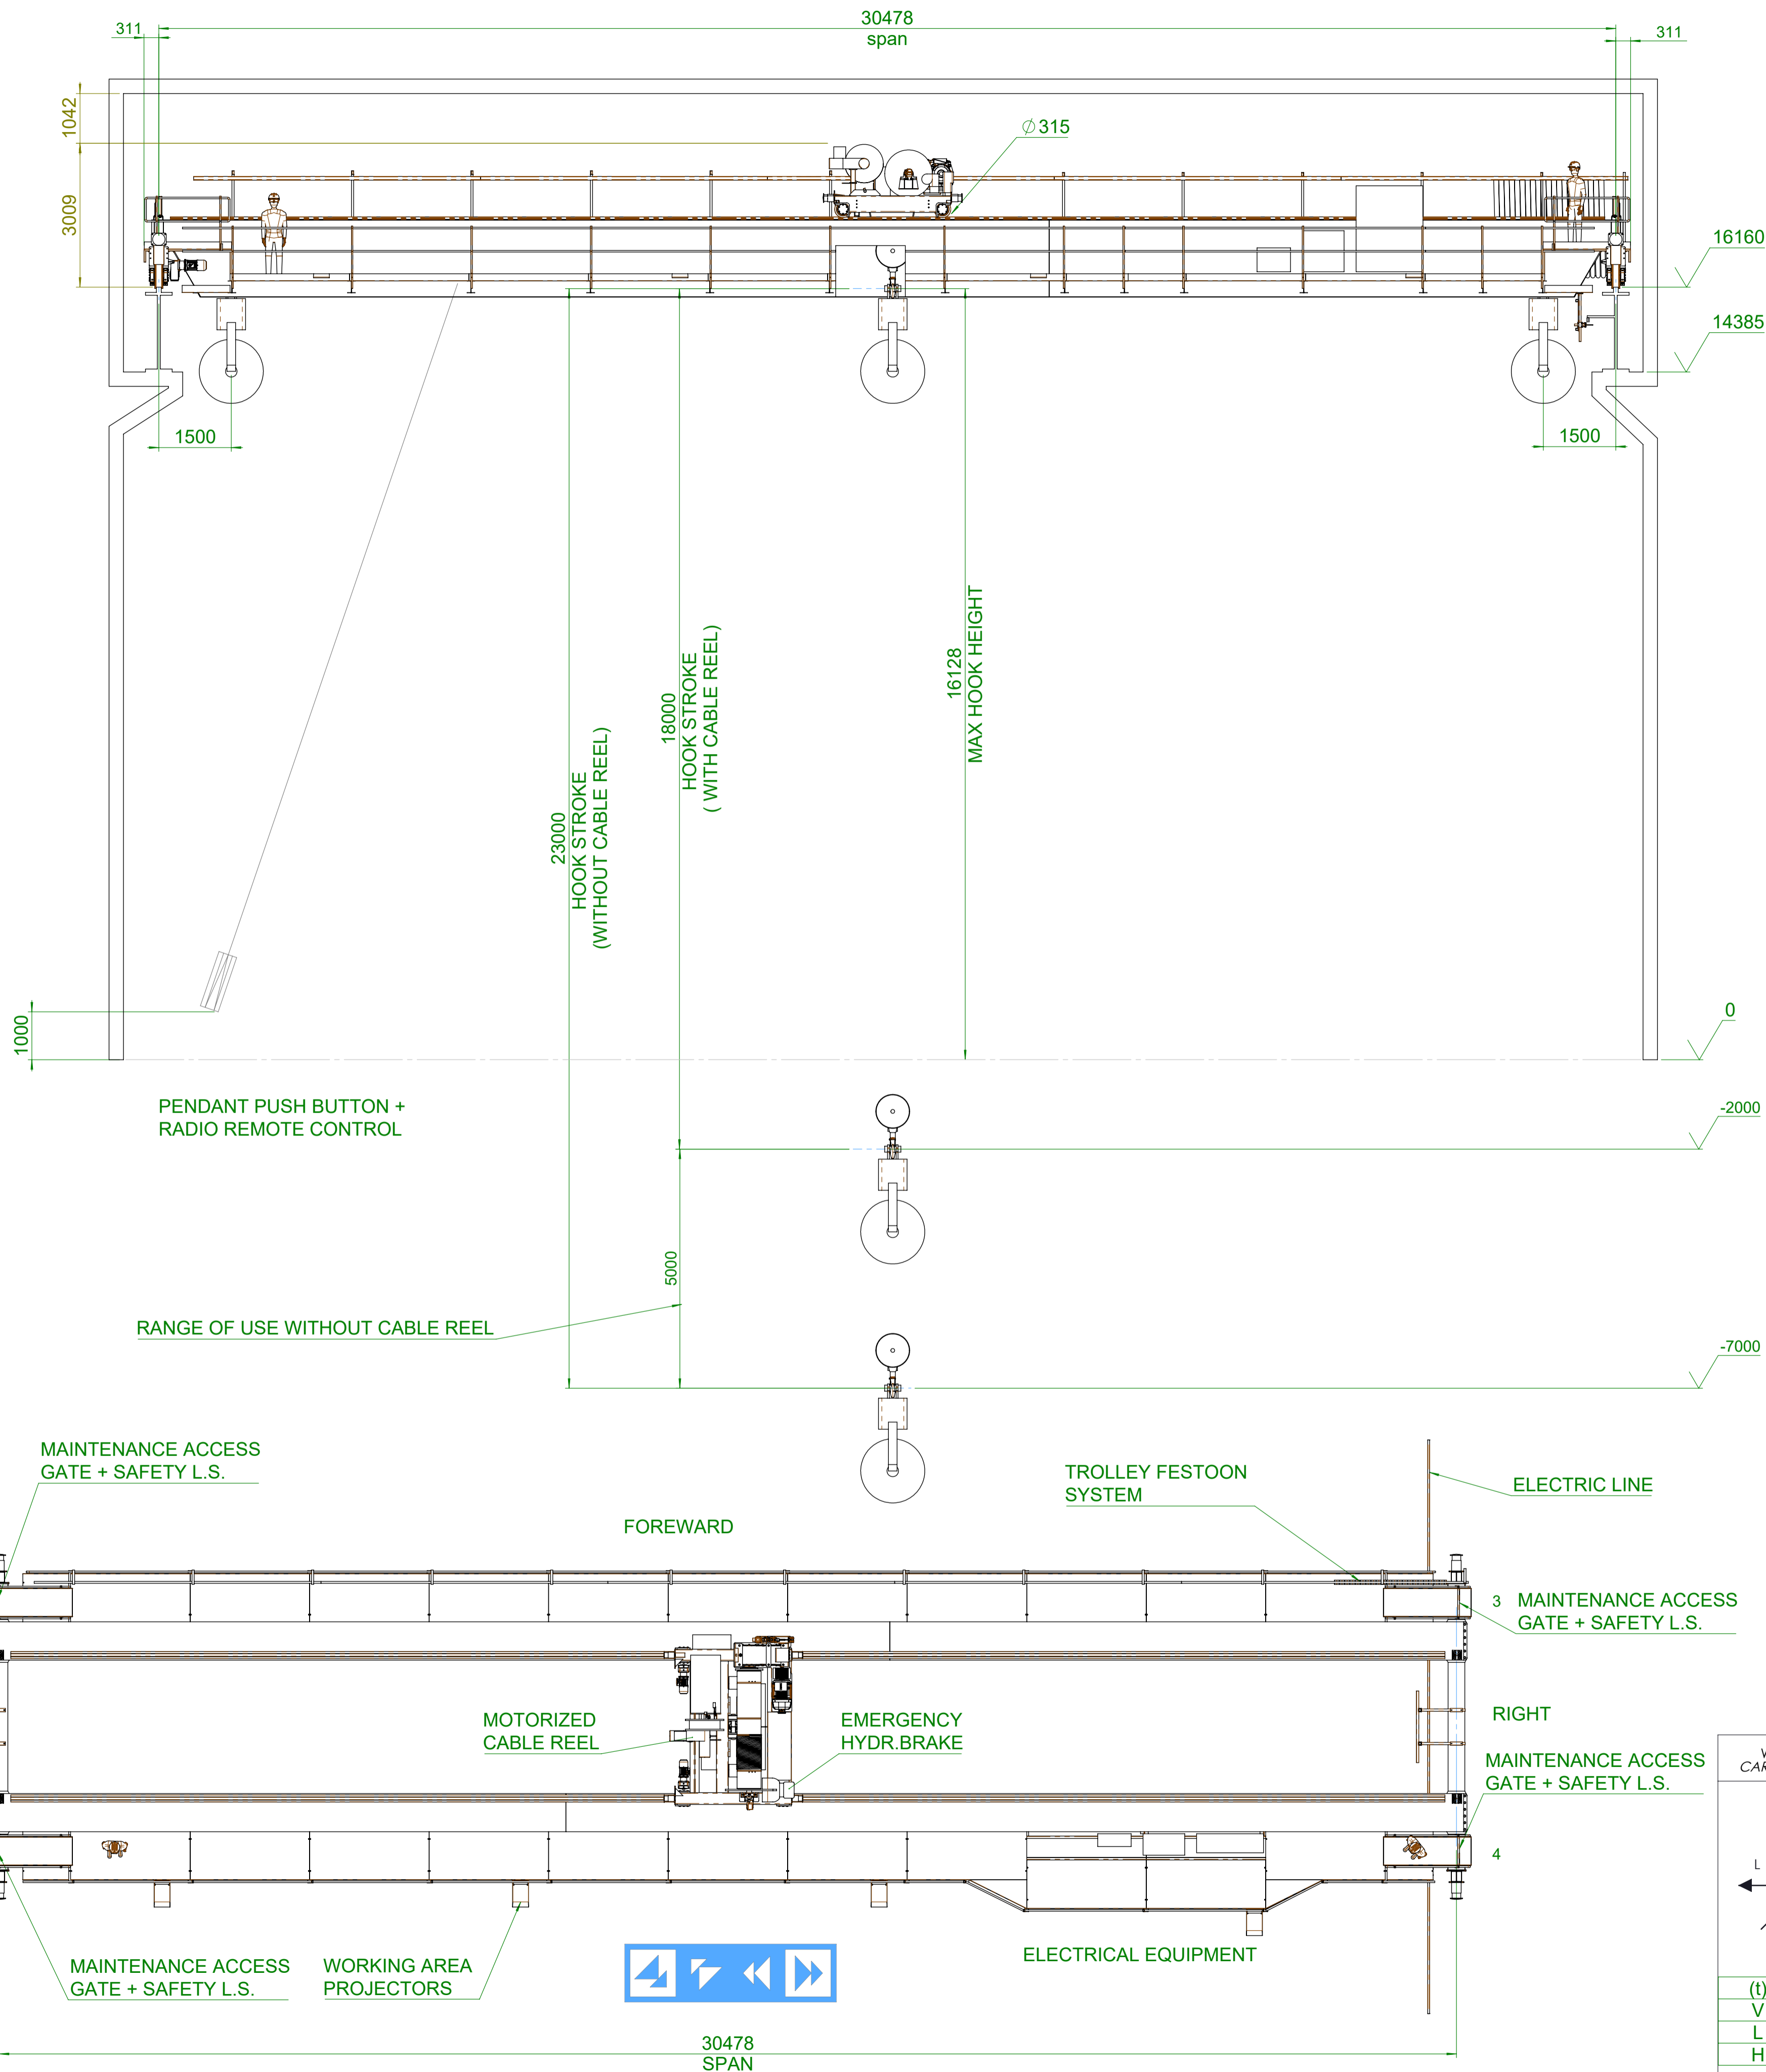 30478
span
311
311
1042
Ø 315
3009
16160
14385
1500
1500
16128
MAX HOOK HEIGHT
18000
HOOK STROKE
( WITH CABLE REEL)
23000
HOOK STROKE
(WITHOUT CABLE REEL)
1000
0
PENDANT PUSH BUTTON +
RADIO REMOTE CONTROL
-2000
5000
RANGE OF USE WITHOUT CABLE REEL
-7000
MAINTENANCE ACCESS
GATE + SAFETY L.S.
TROLLEY FESTOON
SYSTEM
ELECTRIC LINE
FOREWARD
3
MAINTENANCE ACCESS
GATE + SAFETY L.S.
MOTORIZED
CABLE REEL
EMERGENCY
HYDR.BRAKE
RIGHT
MAINTENANCE ACCESS
GATE + SAFETY L.S.
4
L
ELECTRICAL EQUIPMENT
MAINTENANCE ACCESS
GATE + SAFETY L.S.
WORKING AREA
PROJECTORS
(t)
V
L
H
30478
SPAN